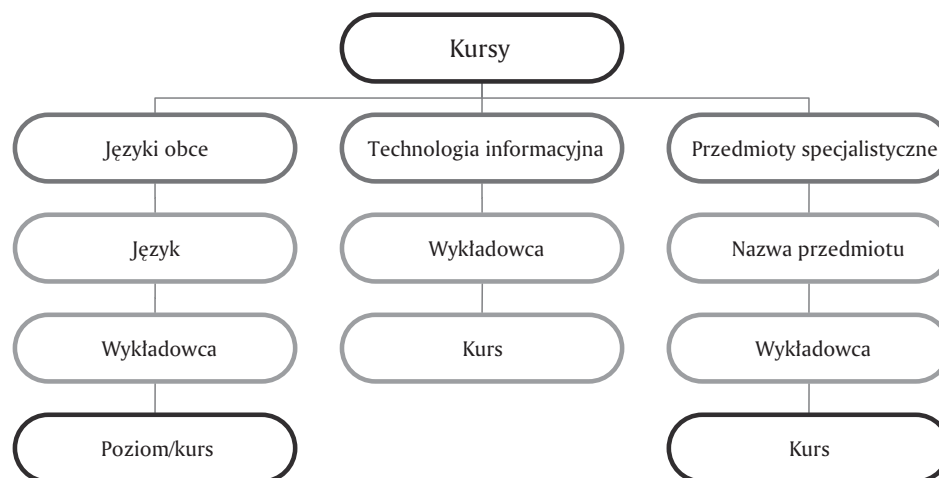 Kursy
Języki obce
Technologia informacyjna
Przedmioty specjalistyczne
Język
Wykładowca
Nazwa przedmiotu
Wykładowca
Kurs
Wykładowca
Poziom/kurs
Kurs